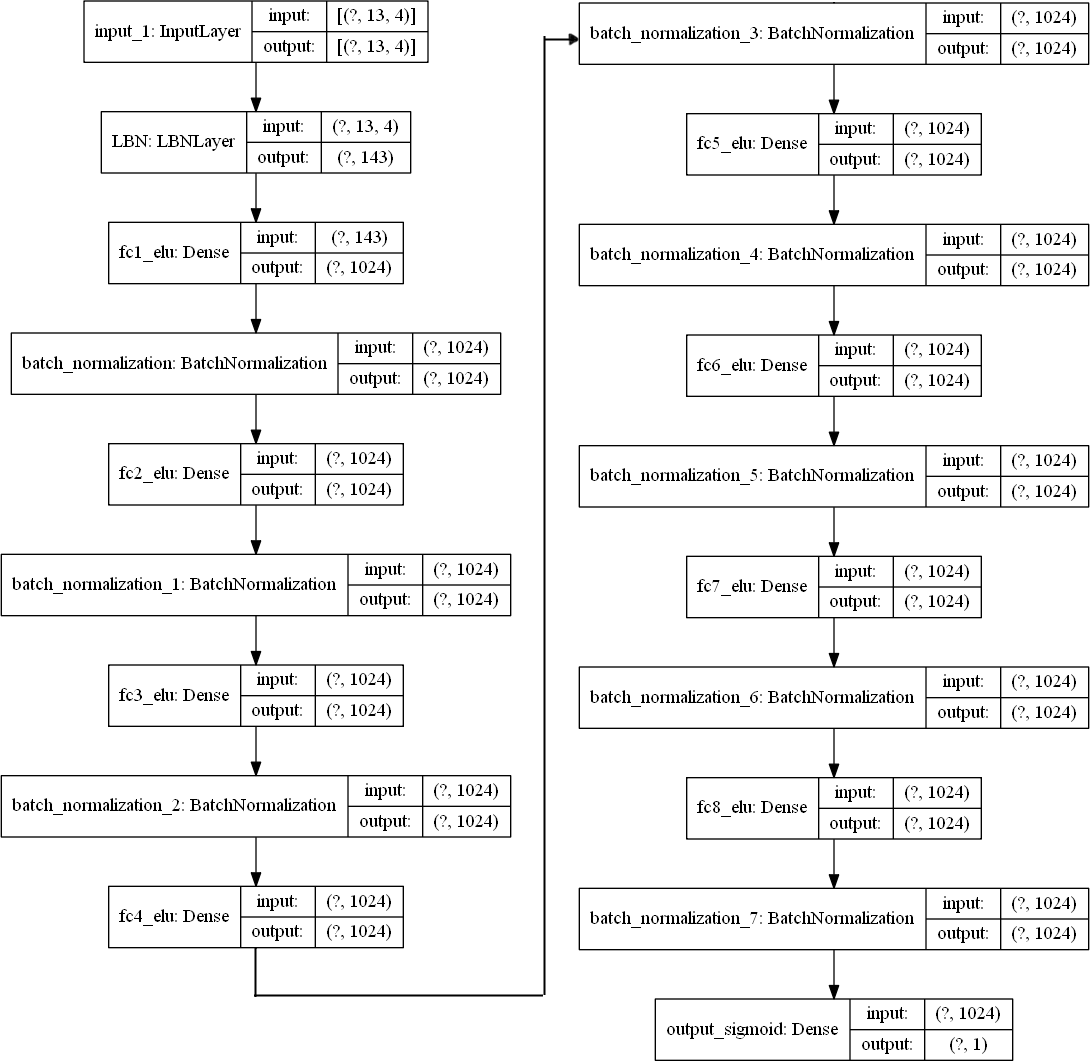 input_1: InputLayer
input: [(?, 13, 4)]
output: [(?, 13, 4)]
LBN: LBNLayer
input: (?, 13, 4)
output: (?, 143)
fc1_elu: Dense
input: (?, 143)
output: (?, 1024)
batch_normalization: BatchNormalization
input: (?, 1024)
output: (?, 1024)
fc2_elu: Dense
input: (?, 1024)
output: (?, 1024)
batch_normalization_1: BatchNormalization
input: (?, 1024)
output: (?, 1024)
fc3_elu: Dense
input: (?, 1024)
output: (?, 1024)
batch_normalization_2: BatchNormalization
input: (?, 1024)
output: (?, 1024)
fc4_elu: Dense
input: (?, 1024)
output: (?, 1024)
batch_normalization_3: BatchNormalization
input: (?, 1024)
output: (?, 1024)
fc5_elu: Dense
input: (?, 1024)
output: (?, 1024)
batch_normalization_4: BatchNormalization
input: (?, 1024)
output: (?, 1024)
fc6_elu: Dense
input: (?, 1024)
output: (?, 1024)
batch_normalization_5: BatchNormalization
input: (?, 1024)
output: (?, 1024)
fc7_elu: Dense
input: (?, 1024)
output: (?, 1024)
batch_normalization_6: BatchNormalization
input: (?, 1024)
output: (?, 1024)
fc8_elu: Dense
input: (?, 1024)
output: (?, 1024)
batch_normalization_7: BatchNormalization
input: (?, 1024)
output: (?, 1024)
output_sigmoid: Dense
input: (?, 1024)
output: (?, 1)